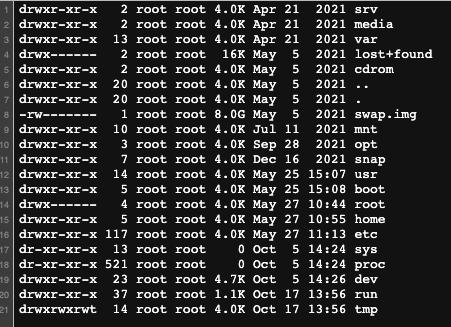 1 drwxr-xr-x 2 root root 4.0K Apr 21 2021 srv
2 drwxr-xr-x 2 root root 4.0K Apr 21 2021 media
3 drwxr-xr-x 13 root root 4.0K Apr 21 2021 var
4 drwx------ 2 root root 16K May 5 2021 lost+found
5 drwxr-xr-x 2 root root 4.0K May 5 2021 cdrom
6 drwxr-xr-x 20 root root 4.0K May 5 2021 ..
7 drwxr-xr-x 20 root root 4.0K May 5 2021 .
8 -rw------- 1 root root 8.0G May 5 2021 swap.img
9 drwxr-xr-x 10 root root 4.0K Jul 11 2021 mnt
10 drwxr-xr-x 3 root root 4.0K Sep 28 2021 opt
11 drwxr-xr-x 7 root root 4.0K Dec 16 2021 snap
12 drwxr-xr-x 14 root root 4.0K May 25 15:07 usr
13 drwxr-xr-x 5 root root 4.0K May 25 15:08 boot
14 drwx------ 4 root root 4.0K May 27 10:44 root
15 drwxr-xr-x 5 root root 4.0K May 27 10:55 home
16 drwxr-xr-x 117 root root 4.0K May 27 11:13 etc
17 dr-xr-xr-x 13 root root 0 Oct 5 14:24 sys
18 dr-xr-xr-x 521 root root 0 Oct 5 14:24 proc
19 drwxr-xr-x 23 root root 4.7K Oct 5 14:26 dev
20 drwxr-xr-x 37 root root 1.1K Oct 17 13:56 run
21 drwxrwxrwt 14 root root 4.0K Oct 17 13:56 tmp